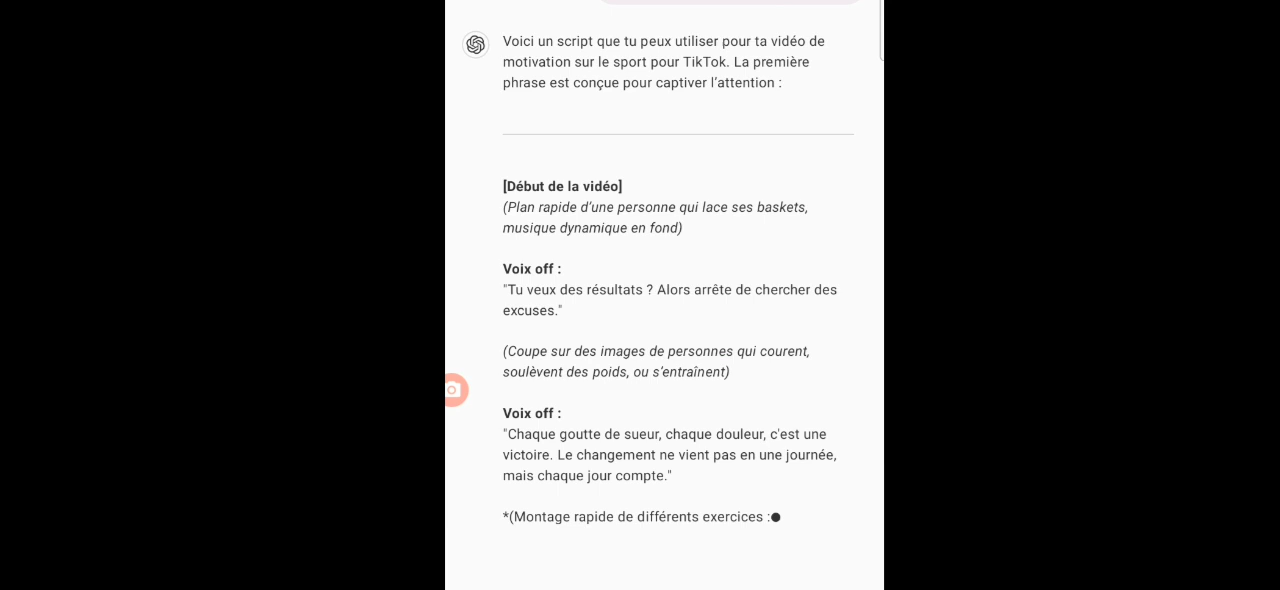 Voici un script que tu peux utiliser pour ta vidéo de
motivation sur le sport pour TikTok. La première
phrase est conçue pour captiver l'attention :
[Début de la vidéo]
(Plan rapide d'une personne qui lace ses baskets,
musique dynamique en fond)
Voix off :
"Tu veux des résultats ? Alors arrête de chercher des
excuses."
(Coupe sur des images de personnes qui courent,
soulèvent des poids, ou s'entraînent)
Voix off :
"Chaque goutte de sueur, chaque douleur, c'est une
victoire. Le changement ne vient pas en une journée,
mais chaque jour compte."
*(Montage rapide de différents exercices :